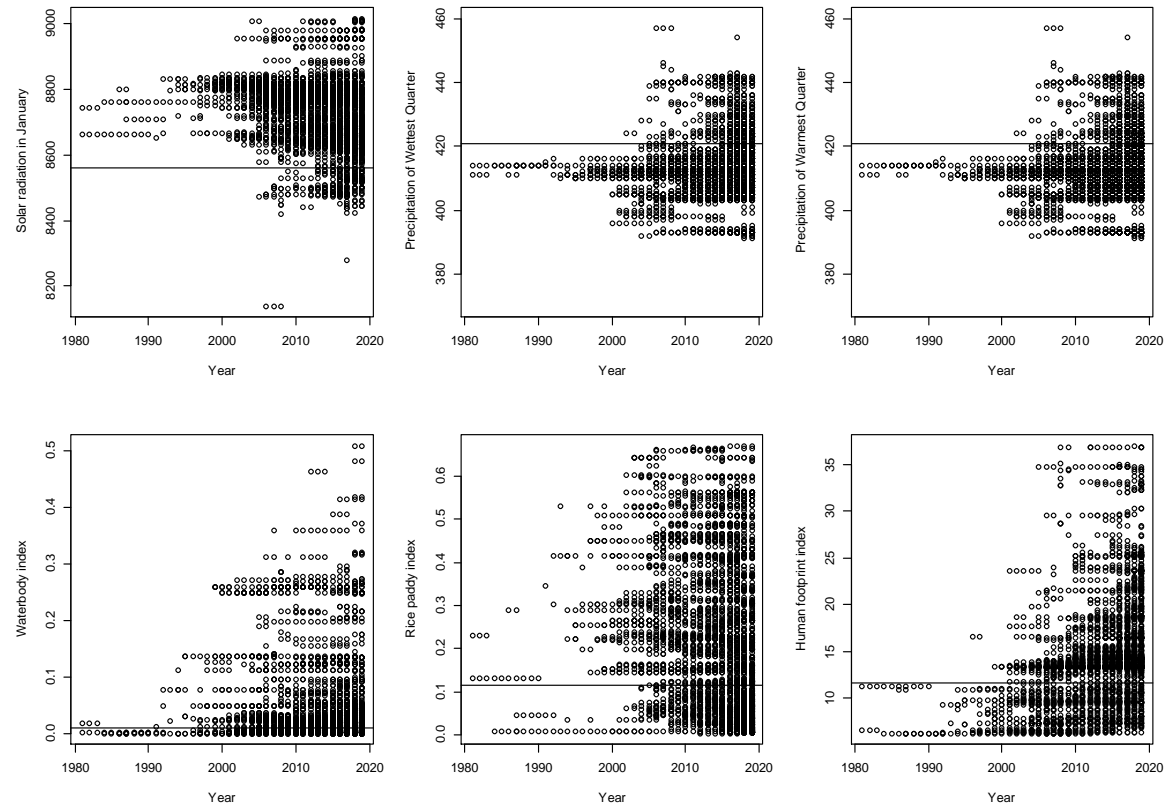 Solar radiation in January
9000
8800
8600
8400
8200
1980 1990 2000 2010 2020
Year
Precipitation of Wettest Quarter
460
440
420
400
380
1980 1990 2000 2010 2020
Year
Precipitation of Warmest Quarter
460
440
420
400
380
1980 1990 2000 2010 2020
Year
Waterbody index
0.5
0.4
0.3
0.2
0.1
0.0
1980 1990 2000 2010 2020
Year
Rice paddy index
0.6
0.5
0.4
0.3
0.2
0.1
0.0
1980 1990 2000 2010 2020
Year
Human footprint index
35
30
25
20
15
10
1980 1990 2000 2010 2020
Year